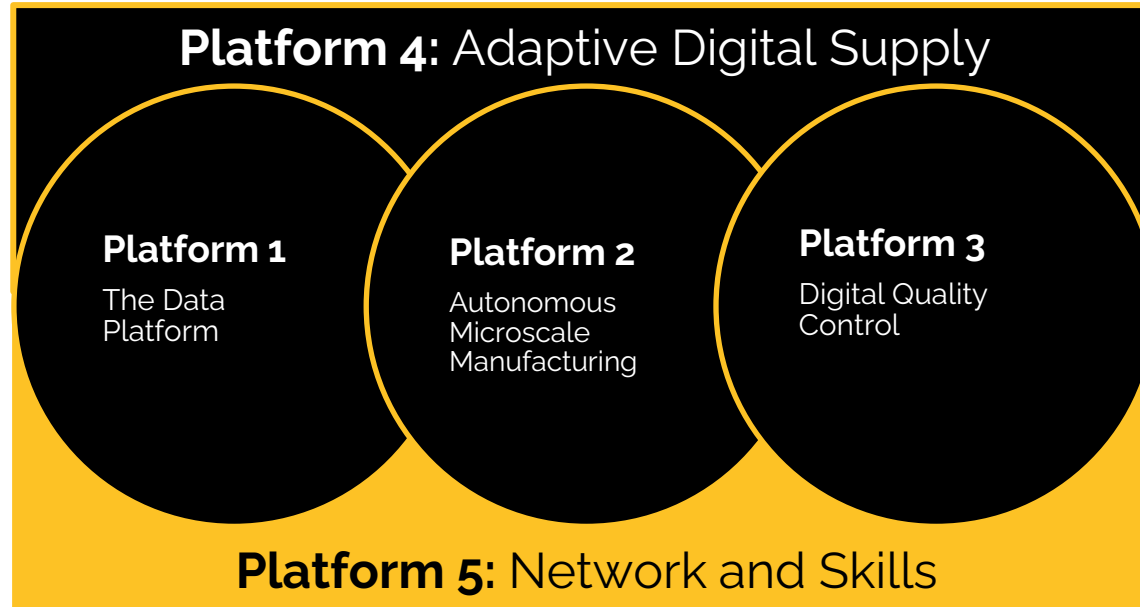 Platform 4: Adaptive Digital Supply
Platform 1
The Data
Platform
Platform 2
Autonomous
Microscale
Manufacturing
Platform 3
Digital Quality
Control
Platform 5: Network and Skills